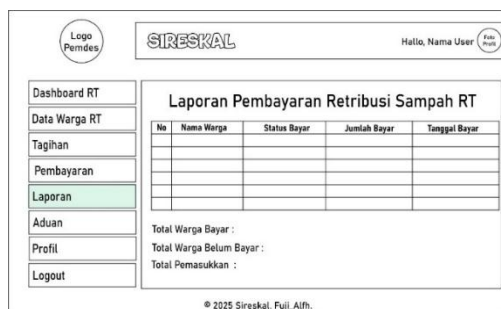 Logo
Pemdes
SIRESKAL
Hallo, Nama User
Foto
Profil
Dashboard RT
Data Warga RT
Tagihan
Pembayaran
Laporan
Aduan
Profil
Logout
Laporan Pembayaran Retribusi Sampah RT
No Nama Warga Status Bayar Jumlah Bayar Tanggal Bayar
Total Warga Bayar :
Total Warga Belum Bayar :
Total Pemasukkan :
© 2025 Sireskal. Fuji_Alfh.